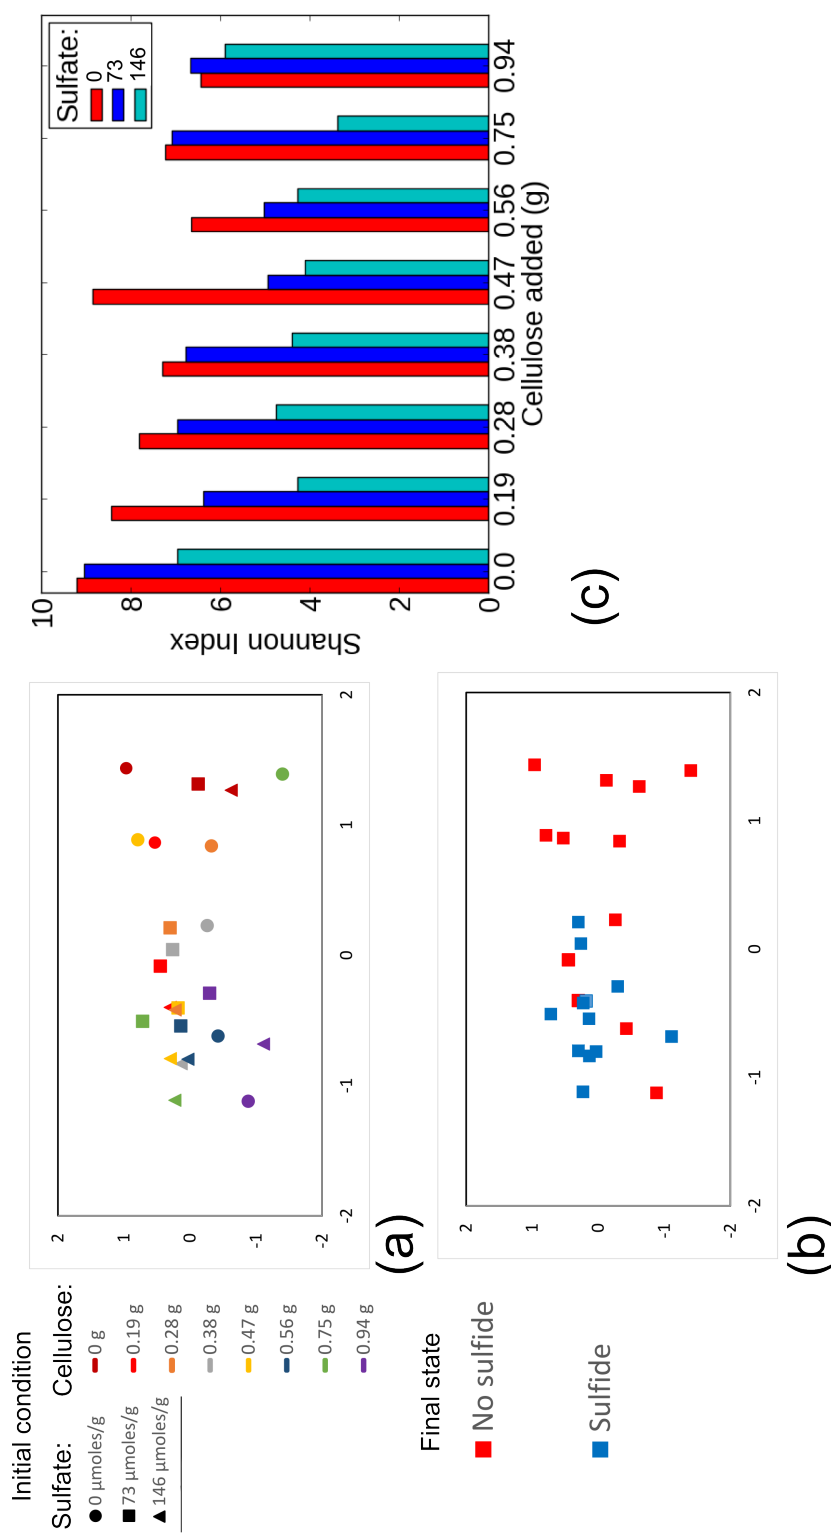 Initial condition
Sulfate:
0 μmoles/g
73 μmoles/g
146 μmoles/g
Cellulose:
0 g
0.19 g
0.28 g
0.38 g
0.47 g
0.56 g
0.75 g
0.94 g
2
1
0
-1
-2
-2
-1
0
1
2
(a)
Final state
No sulfide
Sulfide
2
1
0
-1
-2
-2
-1
0
1
2
(b)
Shannon Index
10
8
6
4
2
0
Sulfate:
0
73
146
0.0
0.19
0.28
0.38
0.47
0.56
0.75
0.94
Cellulose added (g)
(c)